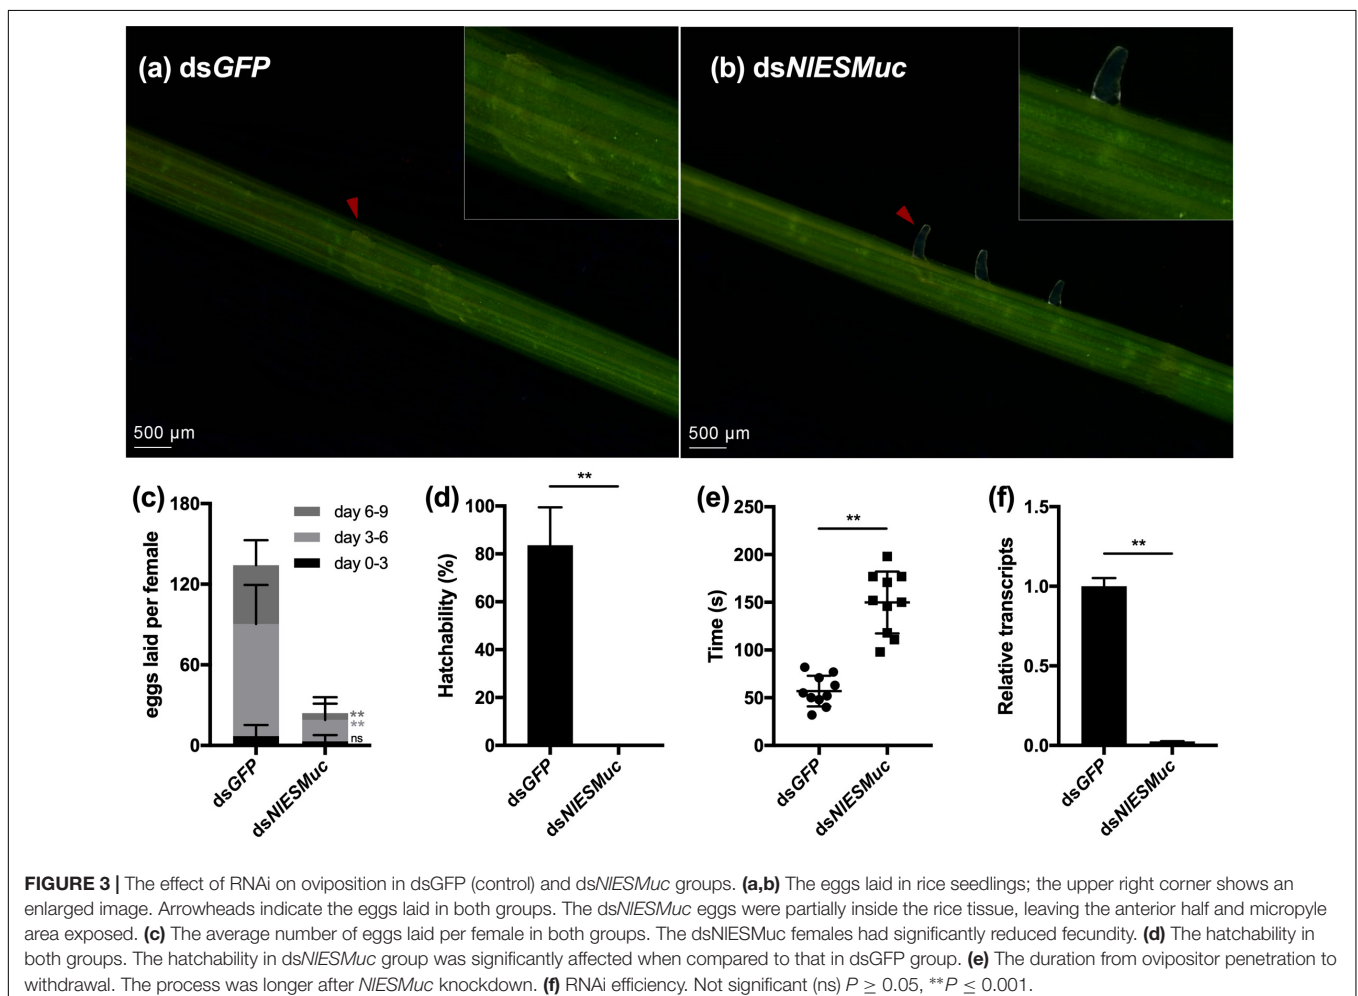 (a) dsGFP
500 µm
(b) dsNlESMuc
500 µm
(c)
eggs laid per female
180
120
60
0
day 6-9
day 3-6
day 0-3
**
**
ns
dsGFP
dsNlESMuc
(d)
Hatchability (%)
100
80
60
40
20
0
**
dsGFP
dsNlESMuc
(e)
Time (s)
250
200
150
100
50
0
**
dsGFP
dsNlESMuc
(f)
Relative transcripts
1.5
1.0
0.5
0.0
**
dsGFP
dsNlESMuc
FIGURE 3 | The effect of RNAi on oviposition in dsGFP (control) and dsNlESMuc groups. (a,b) The eggs laid in rice seedlings; the upper right corner shows an
enlarged image. Arrowheads indicate the eggs laid in both groups. The dsNlESMuc eggs were partially inside the rice tissue, leaving the anterior half and micropyle
area exposed. (c) The average number of eggs laid per female in both groups. The dsNlESMuc females had significantly reduced fecundity. (d) The hatchability in
both groups. The hatchability in dsNlESMuc group was significantly affected when compared to that in dsGFP group. (e) The duration from ovipositor penetration to
withdrawal. The process was longer after NlESMuc knockdown. (f) RNAi efficiency. Not significant (ns) P ≥ 0.05, **P ≤ 0.001.